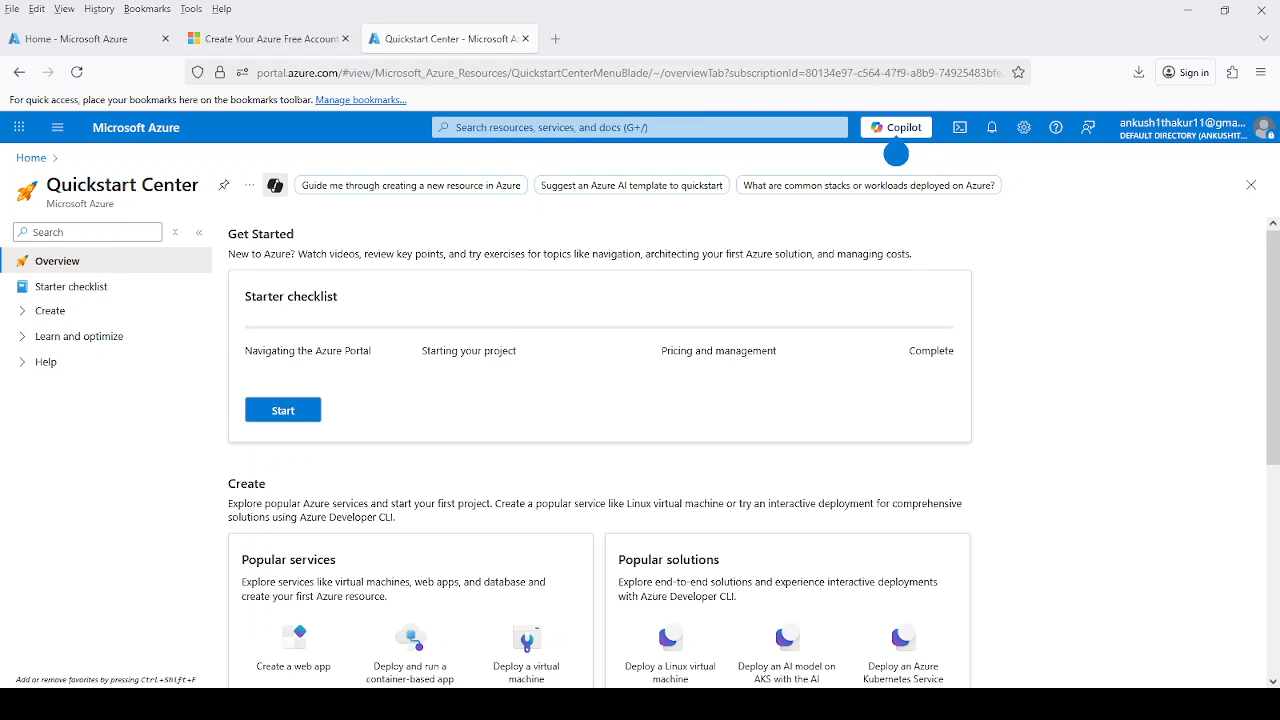 File Edit View History Bookmarks Tools Help
Home - Microsoft Azure
Create Your Azure Free Account
Quickstart Center - Microsoft A
portal.azure.com/#view/Microsoft_Azure_Resources/QuickstartCenterMenuBlade/~/overviewTab?subscriptionId=80134e97-c564-47f9-a8b9-74925483bfe
Sign in
For quick access, place your bookmarks here on the bookmarks toolbar. Manage bookmarks...
Microsoft Azure
Search resources, services, and docs (G+/)
Copilot
ankush1thakur11@gma...
DEFAULT DIRECTORY (ANKUSHIT...
Home
Quickstart Center
Microsoft Azure
Guide me through creating a new resource in Azure
Suggest an Azure AI template to quickstart
What are common stacks or workloads deployed on Azure?
Search
Overview
Starter checklist
Create
Learn and optimize
Help
Get Started
New to Azure? Watch videos, review key points, and try exercises for topics like navigation, architecting your first Azure solution, and managing costs.
Starter checklist
Navigating the Azure Portal
Starting your project
Pricing and management
Complete
Start
Create
Explore popular Azure services and start your first project. Create a popular service like Linux virtual machine or try an interactive deployment for comprehensive
solutions using Azure Developer CLI.
Popular services
Explore services like virtual machines, web apps, and database and
create your first Azure resource.
Create a web app
Deploy and run a
container-based app
Deploy a virtual
machine
Popular solutions
Explore end-to-end solutions and experience interactive deployments
with Azure Developer CLI.
Deploy a Linux virtual
machine
Deploy an AI model on
AKS with the AI
Deploy an Azure
Kubernetes Service
Add or remove favorites by pressing Ctrl+Shift+F